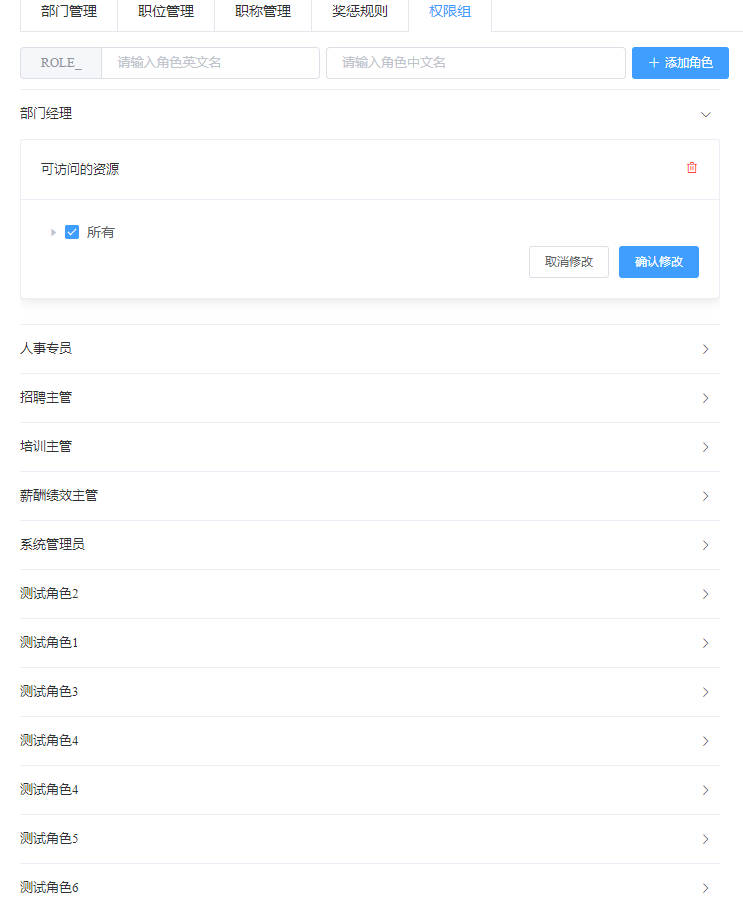 部门管理 职位管理 职称管理 奖惩规则 权限组
ROLE_ 请输入角色英文名 请输入角色中文名 添加角色
部门经理
可访问的资源
所有
取消修改 确认修改
人事专员
招聘主管
培训主管
薪酬绩效主管
系统管理员
测试角色2
测试角色1
测试角色3
测试角色4
测试角色4
测试角色5
测试角色6